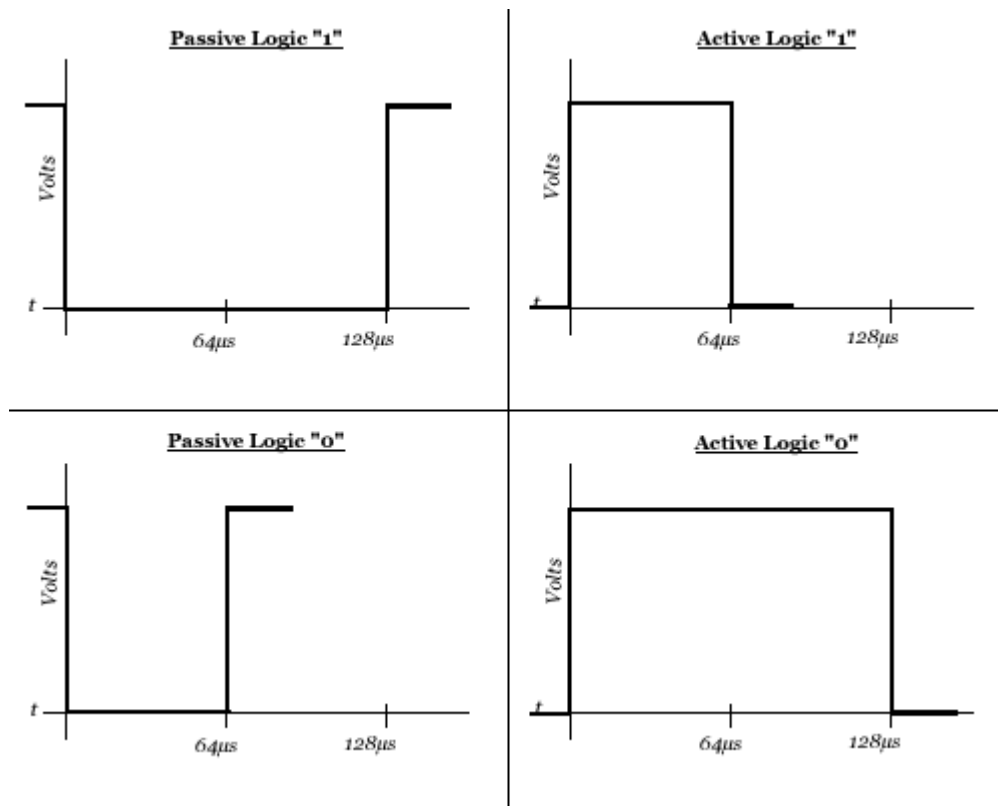 Passive Logic "1"
Volts
t
64µs
128µs
Active Logic "1"
Volts
t
64µs
128µs
Passive Logic "0"
Volts
t
64µs
128µs
Active Logic "0"
Volts
t
64µs
128µs